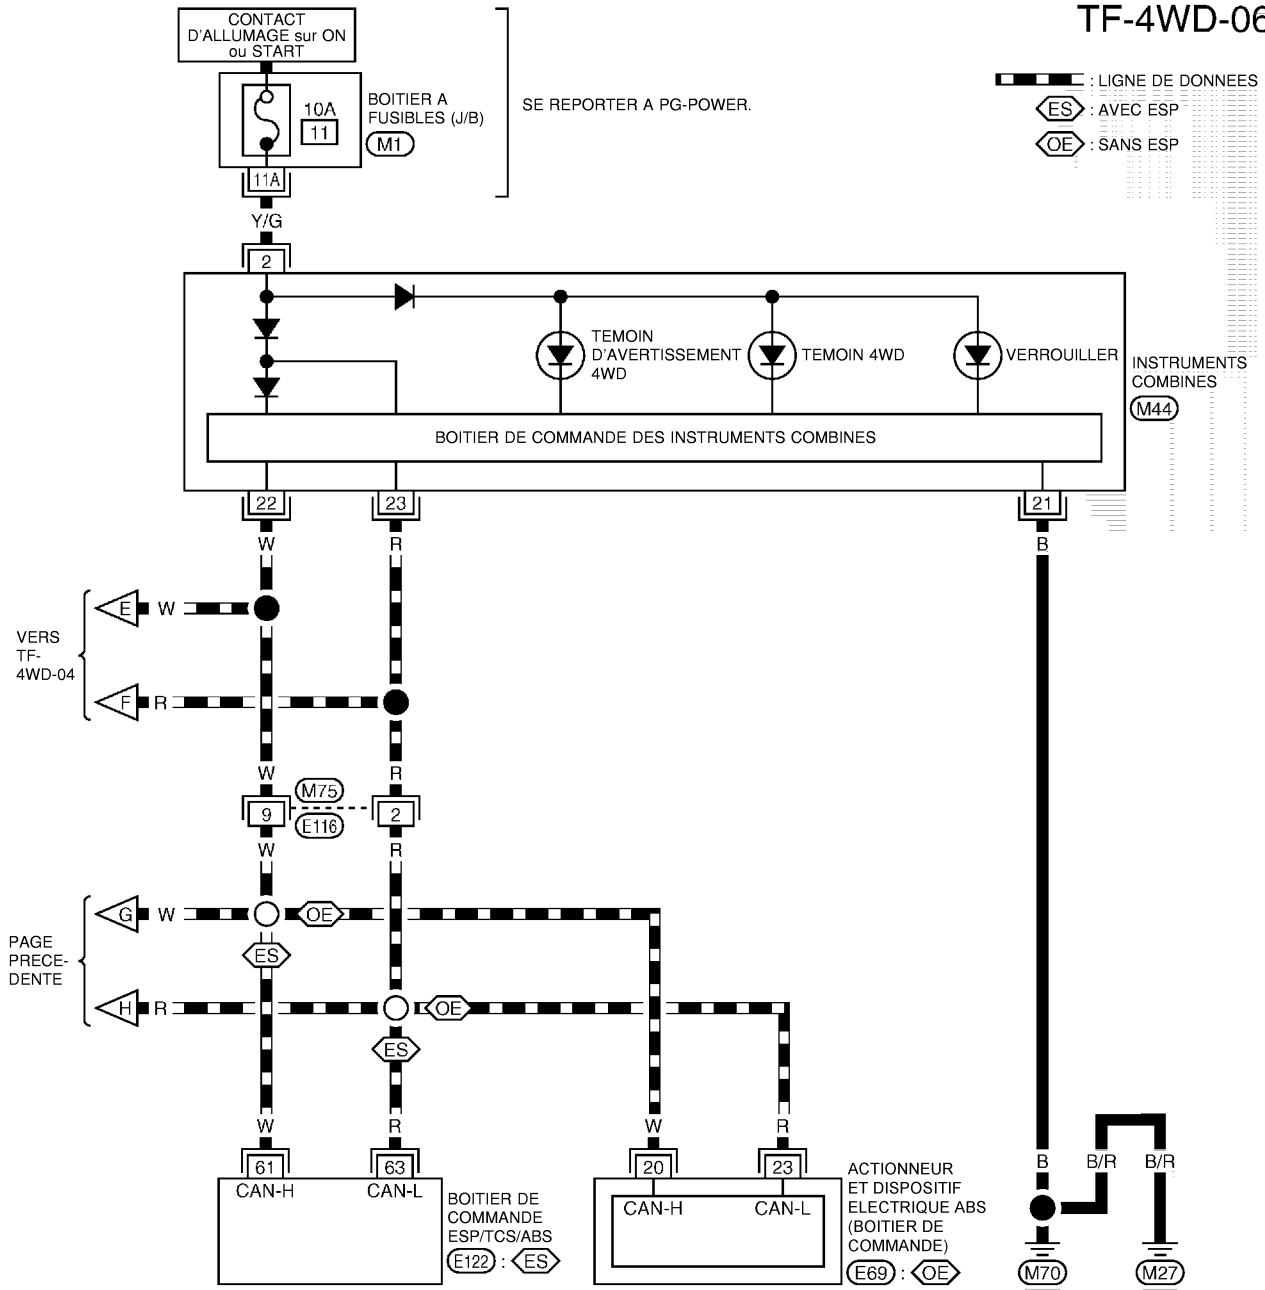 TF-4WD-06
CONTACT
D'ALLUMAGE sur ON
ou START
10A
11
BOITIER A
FUSIBLES (J/B)
M1
SE REPORTER A PG-POWER.
: LIGNE DE DONNEES
ES : AVEC ESP
OE : SANS ESP
11A
Y/G
2
TEMOIN
D'AVERTISSEMENT
4WD
TEMOIN 4WD
VERROUILLER
INSTRUMENTS
COMBINES
M44
BOITIER DE COMMANDE DES INSTRUMENTS COMBINES
22
23
21
W
R
B
E W
VERS
TF-
4WD-04
F R
W
R
M75
9
2
E116
W
R
G W
OE
PAGE
PRECE-
DENTE
ES
H R
OE
ES
W
R
W
R
B
B/R
B/R
61
63
20
23
CAN-H
CAN-L
BOITIER DE
COMMANDE
ESP/TCS/ABS
E122 : ES
CAN-H
CAN-L
ACTIONNEUR
ET DISPOSITIF
ELECTRIQUE ABS
(BOITIER DE
COMMANDE)
E69 : OE
M70
M27